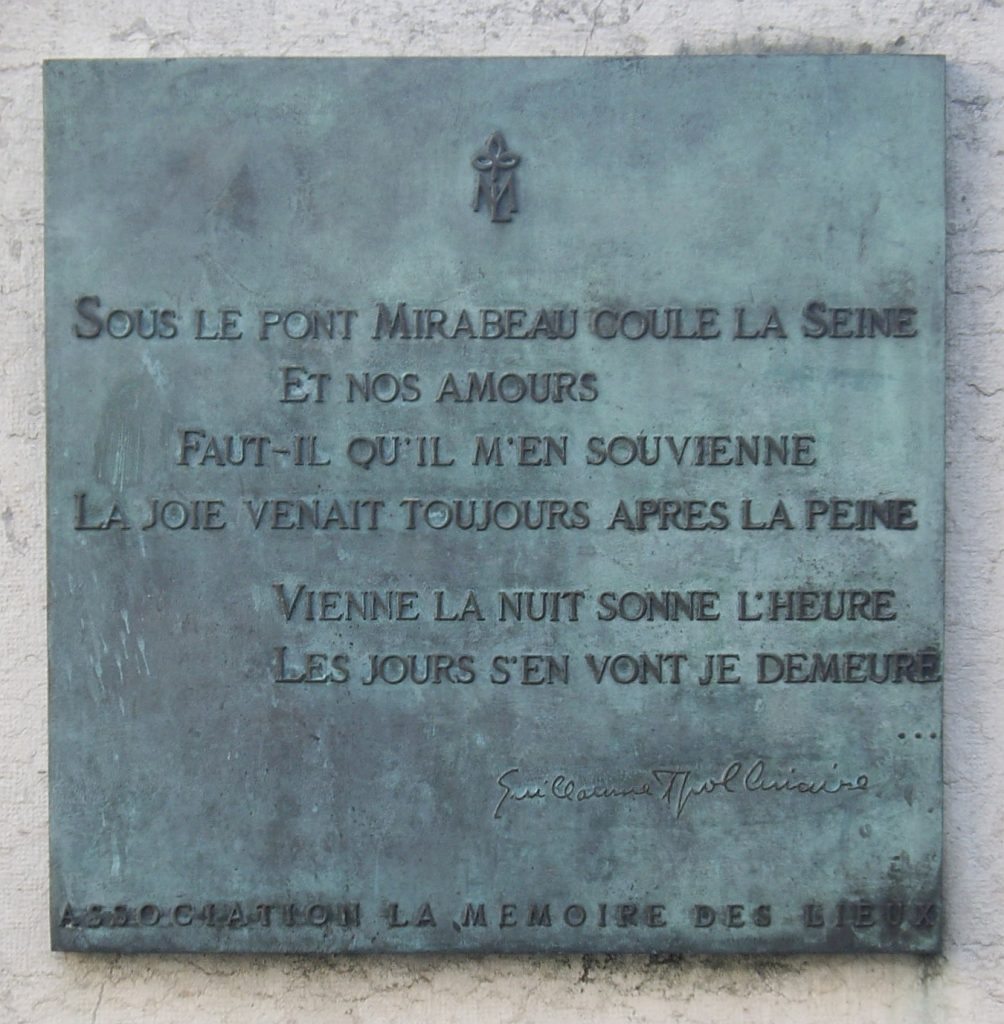 SOUS LE PONT MIRABEAU COULE LA SEINE
ET NOS AMOURS
FAUT-IL QU'IL M'EN SOUVIENNE
LA JOIE VENAIT TOUJOURS APRES LA PEINE
VIENNE LA NUIT SONNE L'HEURE
LES JOURS S'EN VONT JE DEMEURE
...
Guillaume Apollinaire
ASSOCIATION LA MEMOIRE DES LIEUX